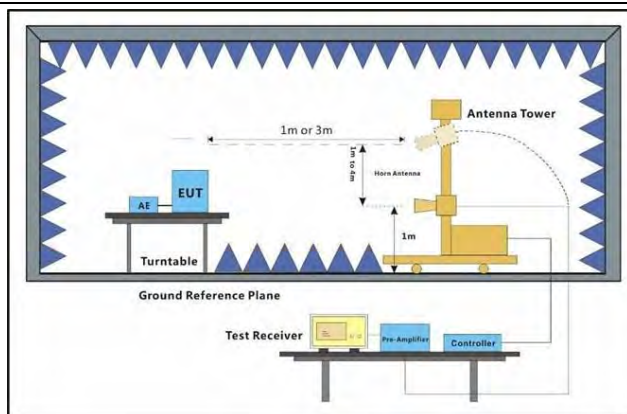 1m or 3m
Antenna Tower
1m to 4m
Horn Antenna
EUT
AE
1m
Turntable
Ground Reference Plane
Test Receiver
Pre-Amplifier
Controller